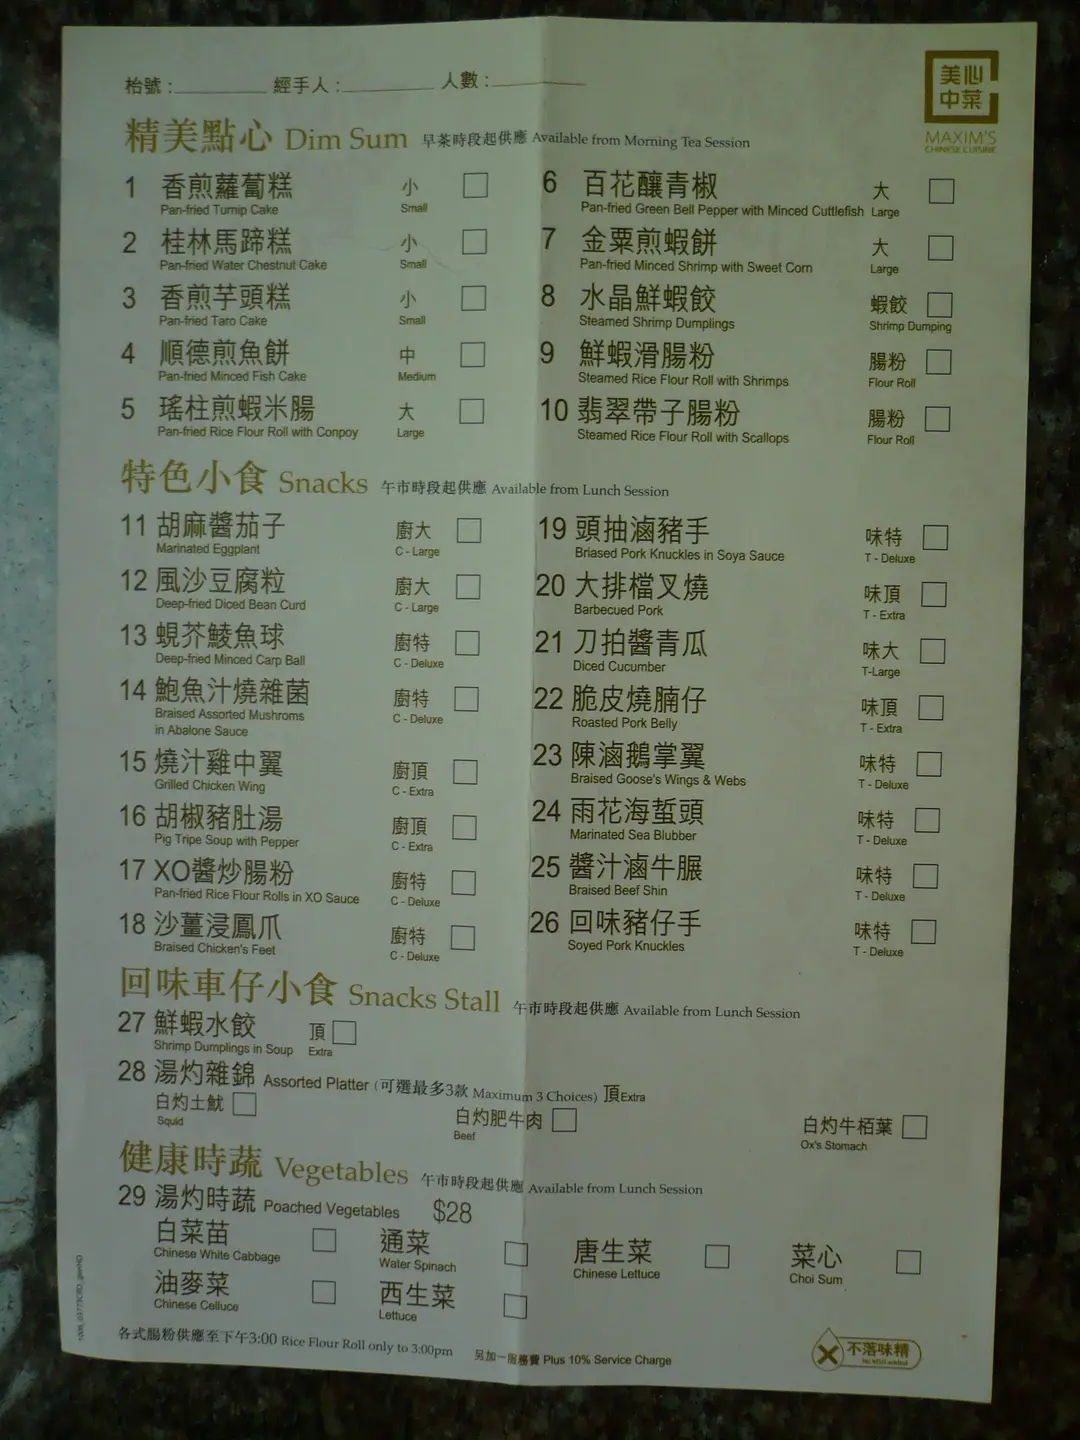 枱號：________ 經手人：________ 人數：________
美心
中菜
MAXIM'S
CHINESE CUISINE
精美點心 Dim Sum 早茶時段起供應 Available from Morning Tea Session
1 香煎蘿蔔糕 小
Pan-fried Turnip Cake Small
2 桂林馬蹄糕 小
Pan-fried Water Chestnut Cake Small
3 香煎芋頭糕 小
Pan-fried Taro Cake Small
4 順德煎魚餅 中
Pan-fried Minced Fish Cake Medium
5 瑤柱煎蝦米腸 大
Pan-fried Rice Flour Roll with Conpoy Large
6 百花釀青椒 大
Pan-fried Green Bell Pepper with Minced Cuttlefish Large
7 金粟煎蝦餅 大
Pan-fried Minced Shrimp with Sweet Corn Large
8 水晶鮮蝦餃 蝦餃
Steamed Shrimp Dumplings Shrimp Dumping
9 鮮蝦滑腸粉 腸粉
Steamed Rice Flour Roll with Shrimps Flour Roll
10 翡翠帶子腸粉 腸粉
Steamed Rice Flour Roll with Scallops Flour Roll
特色小食 Snacks 午市時段起供應 Available from Lunch Session
11 胡麻醬茄子 廚大
Marinated Eggplant C - Large
12 風沙豆腐粒 廚大
Deep-fried Diced Bean Curd C - Large
13 蜆芥鯪魚球 廚特
Deep-fried Minced Carp Ball C - Deluxe
14 鮑魚汁燒雜菌 廚特
Braised Assorted Mushroms C - Deluxe
in Abalone Sauce
15 燒汁雞中翼 廚頂
Grilled Chicken Wing C - Extra
16 胡椒豬肚湯 廚頂
Pig Tripe Soup with Pepper C - Extra
17 XO醬炒腸粉 廚特
Pan-fried Rice Flour Rolls in XO Sauce C - Deluxe
18 沙薑浸鳳爪 廚特
Braised Chicken's Feet C - Deluxe
19 頭抽滷豬手 味特
Briased Pork Knuckles in Soya Sauce T - Deluxe
20 大排檔叉燒 味頂
Barbecued Pork T - Extra
21 刀拍醬青瓜 味大
Diced Cucumber T-Large
22 脆皮燒腩仔 味頂
Roasted Pork Belly T - Extra
23 陳滷鵝掌翼 味特
Braised Goose's Wings & Webs T - Deluxe
24 雨花海蜇頭 味特
Marinated Sea Blubber T - Deluxe
25 醬汁滷牛腒 味特
Braised Beef Shin T - Deluxe
26 回味豬仔手 味特
Soyed Pork Knuckles T - Deluxe
回味車仔小食 Snacks Stall 午市時段起供應 Available from Lunch Session
27 鮮蝦水餃 頂
Shrimp Dumplings in Soup Extra
28 湯灼雜錦 Assorted Platter (可選最多3款 Maximum 3 Choices) 頂 Extra
白灼土魷 白灼肥牛肉 白灼牛栢葉
Squid Beef Ox's Stomach
健康時蔬 Vegetables 午市時段起供應 Available from Lunch Session
29 湯灼時蔬 Poached Vegetables $28
白菜苗 通菜 唐生菜 菜心
Chinese White Cabbage Water Spinach Chinese Lettuce Choi Sum
油麥菜 西生菜
Chinese Celluce Lettuce
各式腸粉供應至下午3:00 Rice Flour Roll only to 3:00pm 另加一服務費 Plus 10% Service Charge
不落味精
No MSG added